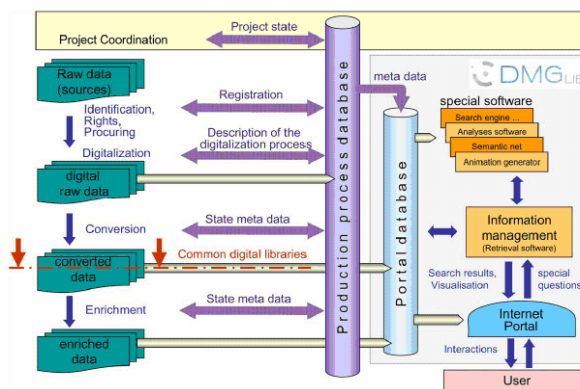 Project Coordination
Project state
Raw data
(sources)
Identification,
Rights,
Procuring
Registration
Digitalization
Description of the
digitalization process
digital
raw data
Conversion
State meta data
Common digital libraries
converted
data
Enrichment
State meta data
enriched
data
Production process database
meta data
Portal database
DMGLIB
special software
Search engine ...
Analyses software
Semantic net
Animation generator
Information
management
(Retrieval software)
Search results,
Visualisation
special
questions
Internet
Portal
Interactions
User